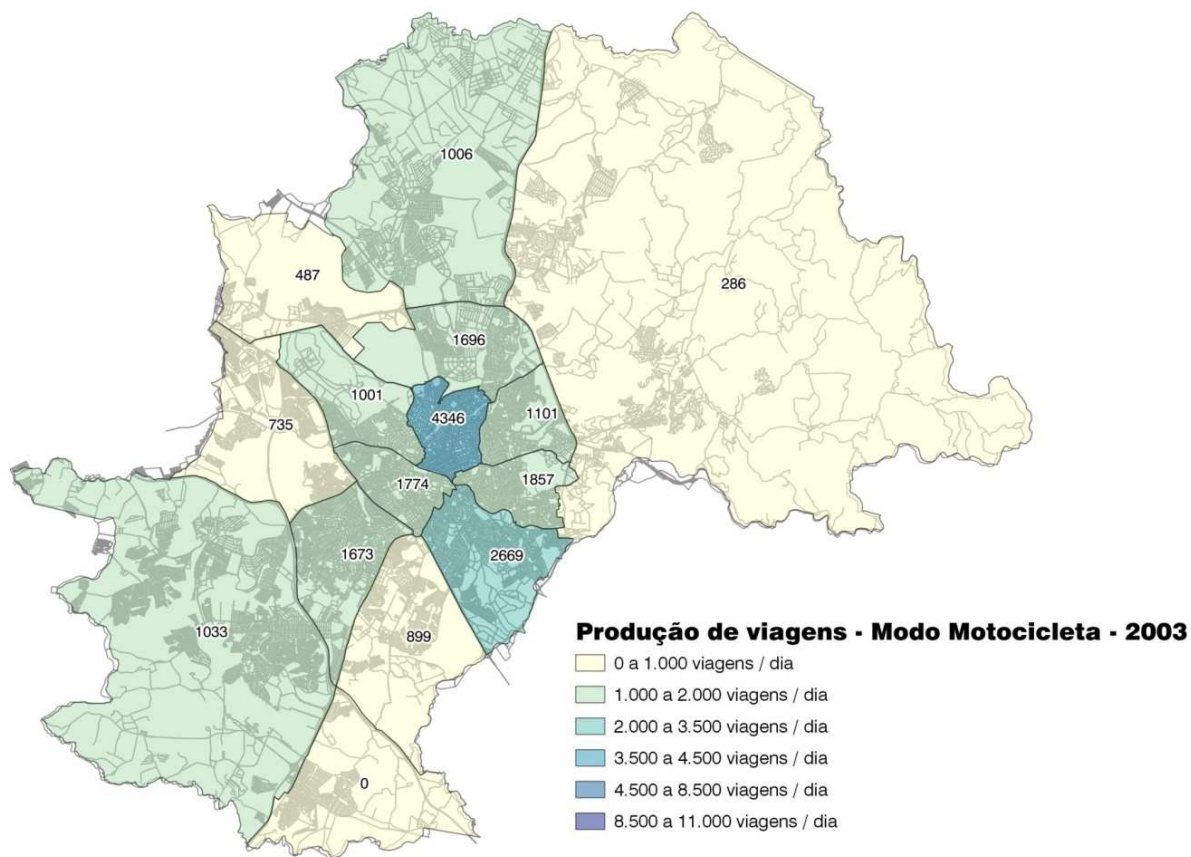 1006
487
286
1696
1001
4346
1101
735
1774
1857
1673
2669
1033
899
0
Produção de viagens - Modo Motocicleta - 2003
0 a 1.000 viagens / dia
1.000 a 2.000 viagens / dia
2.000 a 3.500 viagens / dia
3.500 a 4.500 viagens / dia
4.500 a 8.500 viagens / dia
8.500 a 11.000 viagens / dia